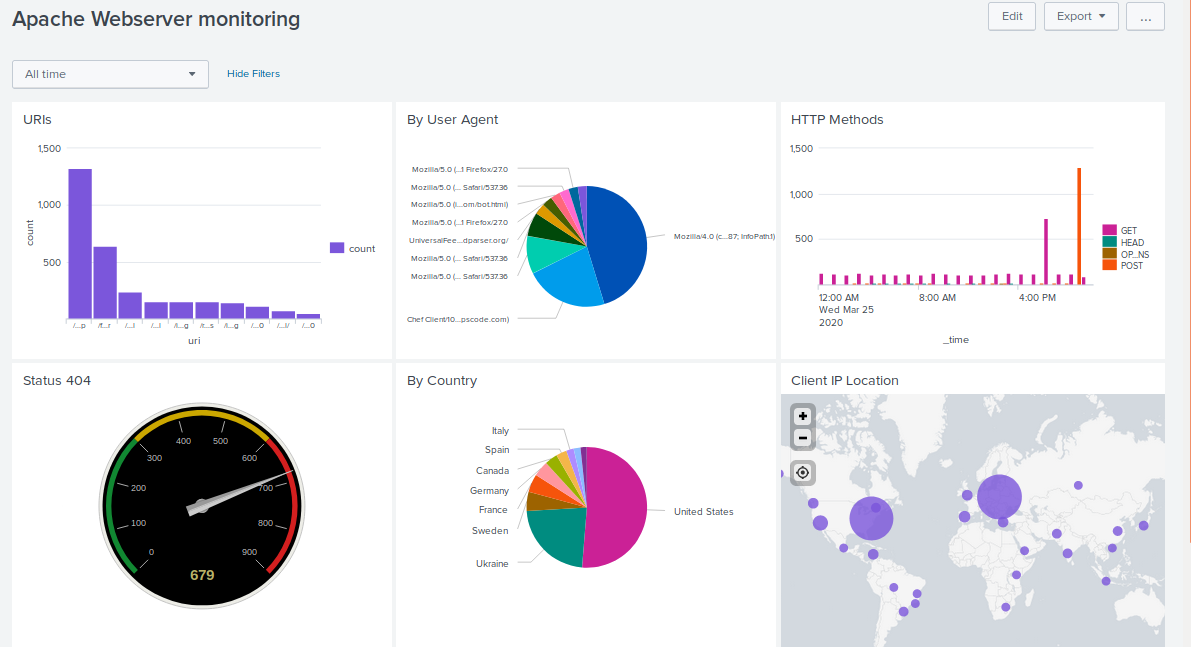 Apache Webserver monitoring
Edit
Export
...
All time
Hide Filters
URIs
1,500
1,000
500
count
/...p
/f...r
/...l
/...l
/i...g
/r...s
/i...g
/...0
/...l/
/...0
uri
count
By User Agent
Mozilla/5.0 (...1 Firefox/27.0
Mozilla/5.0 (... Safari/537.36
Mozilla/5.0 (i...om/bot.html)
Mozilla/5.0 (...1 Firefox/27.0
UniversalFee...dparser.org/
Mozilla/5.0 (... Safari/537.36
Mozilla/5.0 (... Safari/537.36
Chef Client/10...pscode.com)
Mozilla/4.0 (c...87; InfoPath.1)
HTTP Methods
1,500
1,000
500
12:00 AM
Wed Mar 25
2020
8:00 AM
4:00 PM
_time
GET
HEAD
OP...NS
POST
Status 404
0
100
200
300
400
500
600
700
800
900
679
By Country
Italy
Spain
Canada
Germany
France
Sweden
Ukraine
United States
Client IP Location
+
−